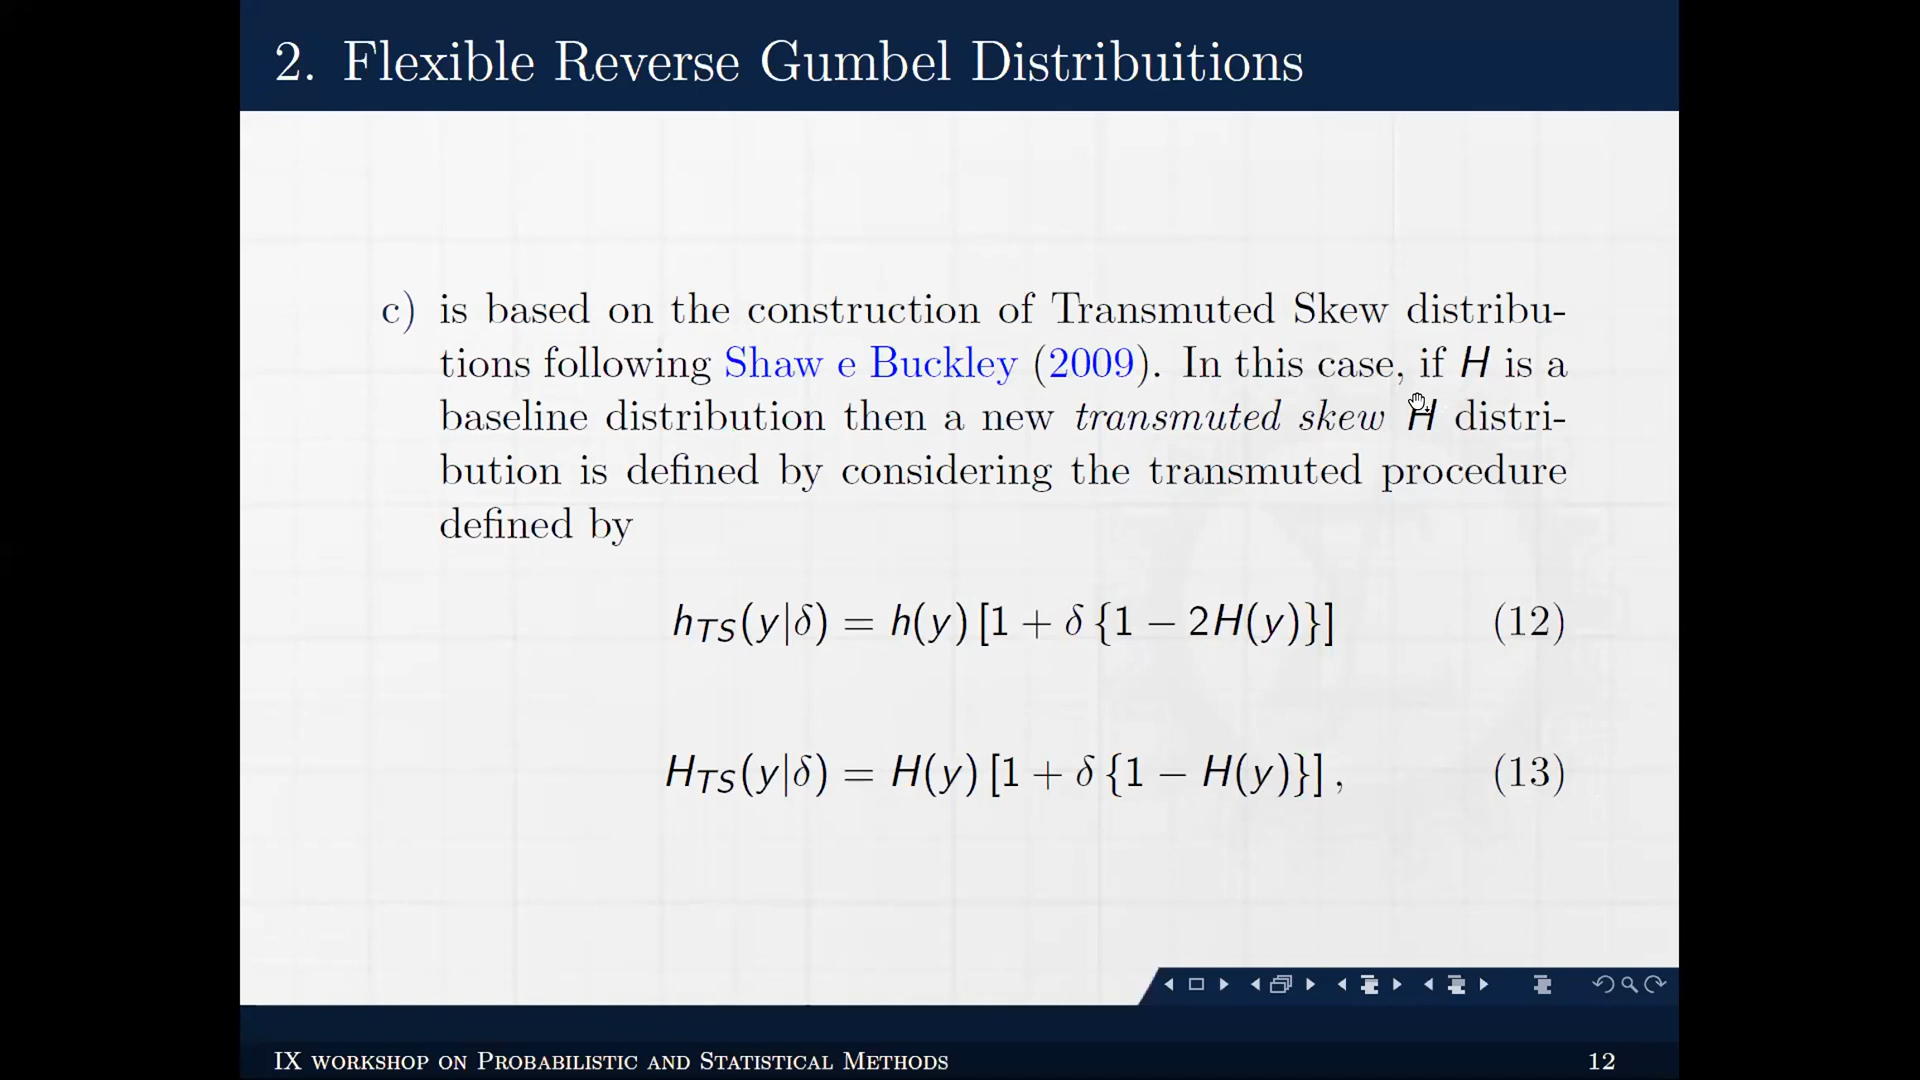 2. Flexible Reverse Gumbel Distribuitions
c) is based on the construction of Transmuted Skew distribu-
tions following Shaw e Buckley (2009). In this case, if H is a
baseline distribution then a new transmuted skew H distri-
bution is defined by considering the transmuted procedure
defined by
h_{TS}(y|δ) = h(y) [1 + δ {1 − 2H(y)}] (12)
H_{TS}(y|δ) = H(y) [1 + δ {1 − H(y)}] , (13)
IX WORKSHOP ON PROBABILISTIC AND STATISTICAL METHODS 12